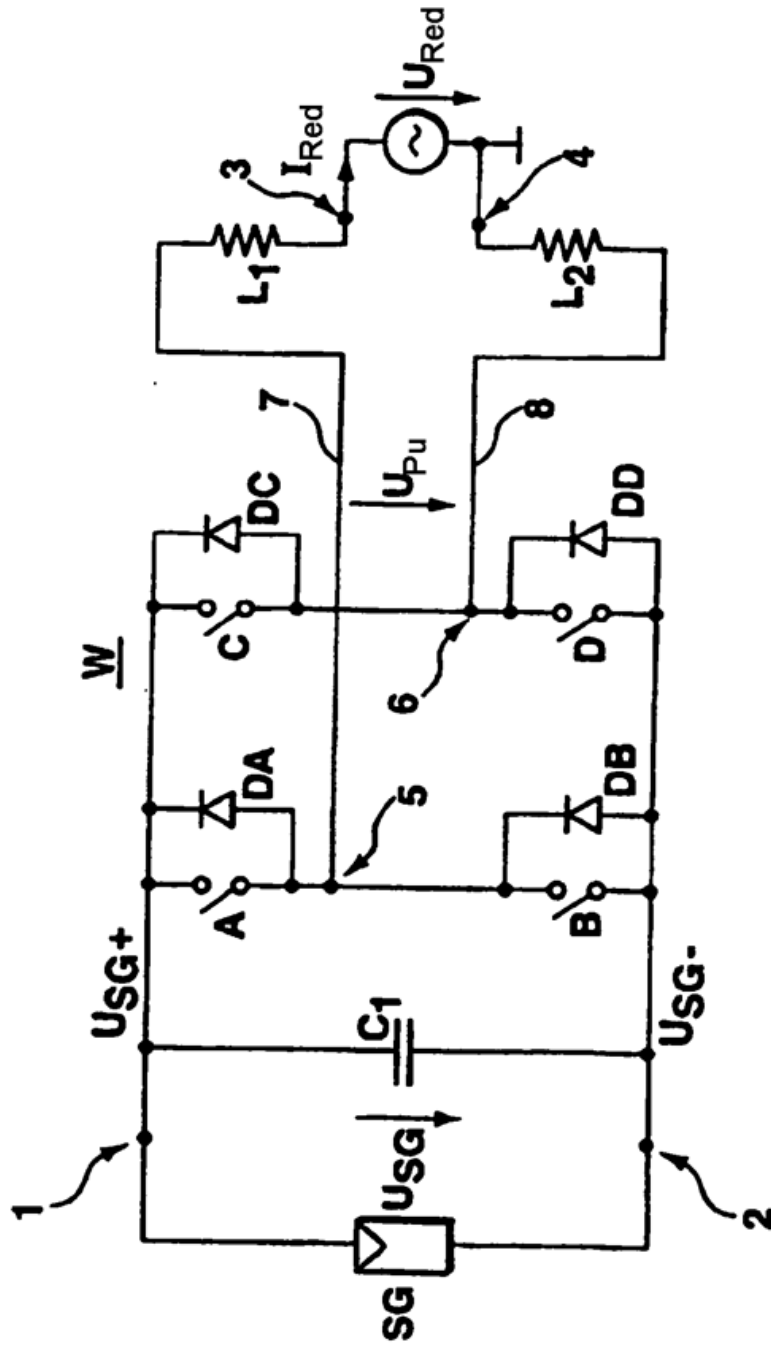 W
1
U_SG+
A
DA
C
DC
7
L1
3
I_Red
SG
U_SG
C1
5
U_Pu
U_Red
6
B
DB
D
DD
8
L2
4
2
U_SG-
~